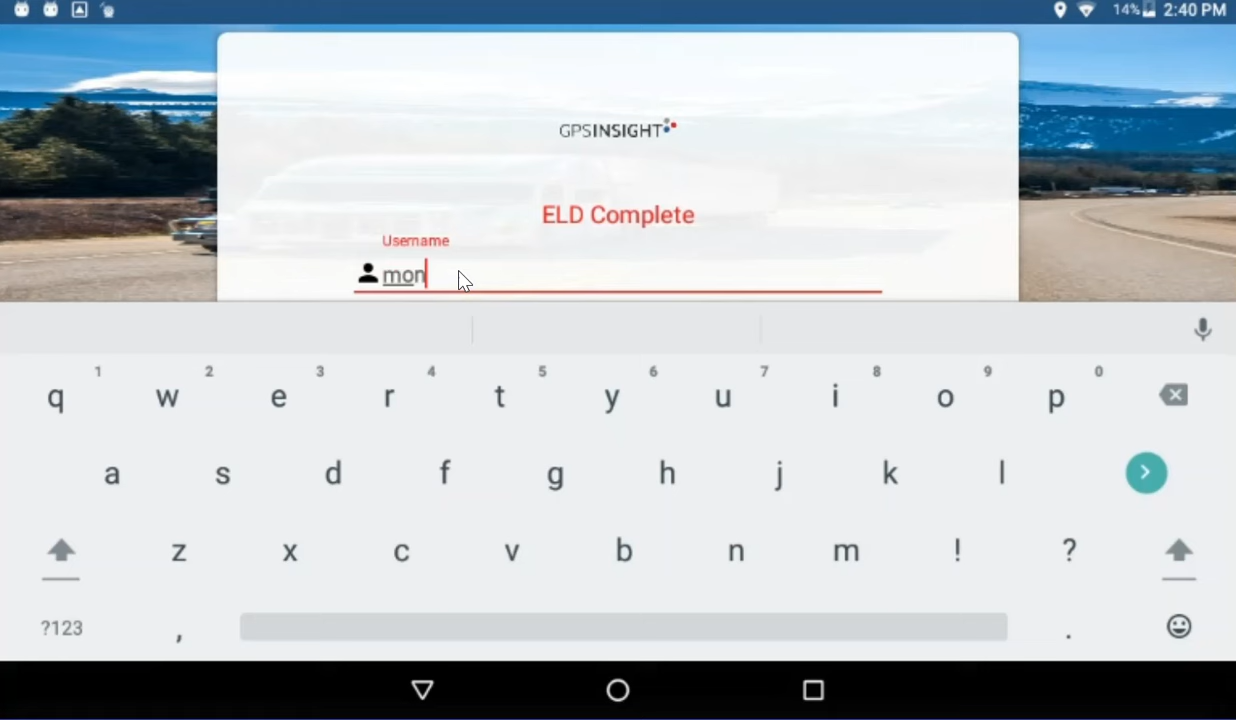 14% 2:40 PM
GPSINSIGHT
ELD Complete
Username
mon
1 2 3 4 5 6 7 8 9 0
q w e r t y u i o p
a s d f g h j k l
z x c v b n m ! ?
?123 , .